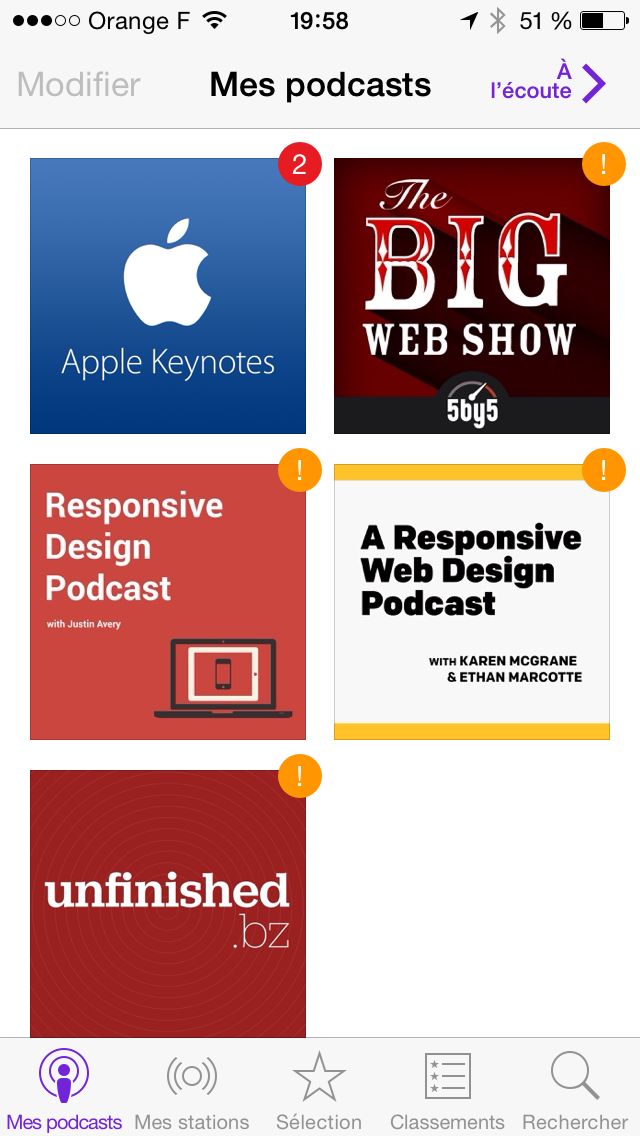 Orange F
19:58
51 %
Modifier
Mes podcasts
À
l’écoute
2
!
Apple Keynotes
The
BIG
WEB SHOW
5by5
!
!
Responsive
Design
Podcast
with Justin Avery
A Responsive
Web Design
Podcast
WITH KAREN MCGRANE
& ETHAN MARCOTTE
!
unfinished
.bz
Mes podcasts
Mes stations
Sélection
Classements
Rechercher